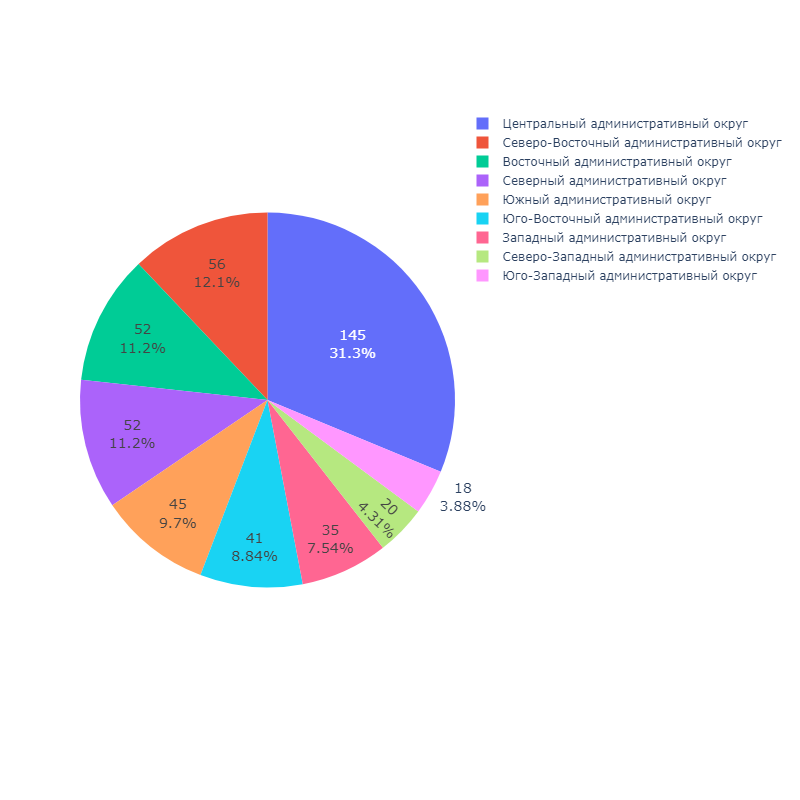 Центральный административный округ
Северо-Восточный административный округ
Восточный административный округ
Северный административный округ
Южный административный округ
Юго-Восточный административный округ
Западный административный округ
Северо-Западный административный округ
Юго-Западный административный округ
145
31.3%
56
12.1%
52
11.2%
52
11.2%
45
9.7%
41
8.84%
35
7.54%
20
4.31%
18
3.88%